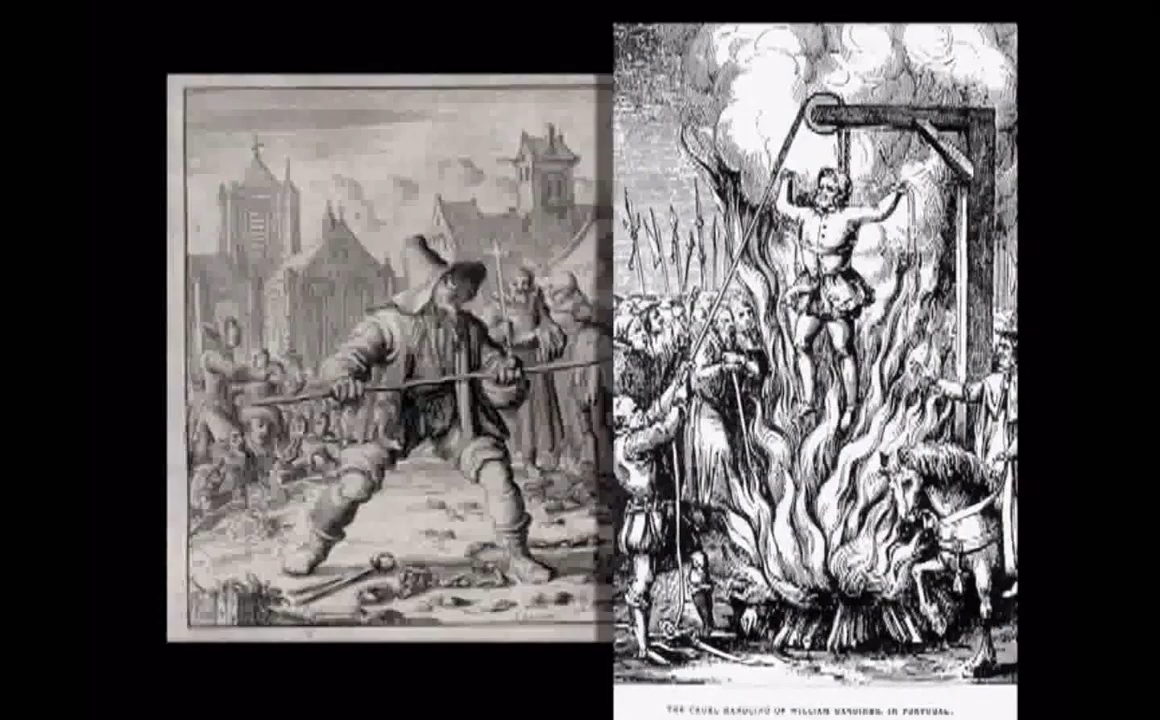 THE CRUEL HANDLING OF WILLIAM GARDINER, IN PORTUGAL.